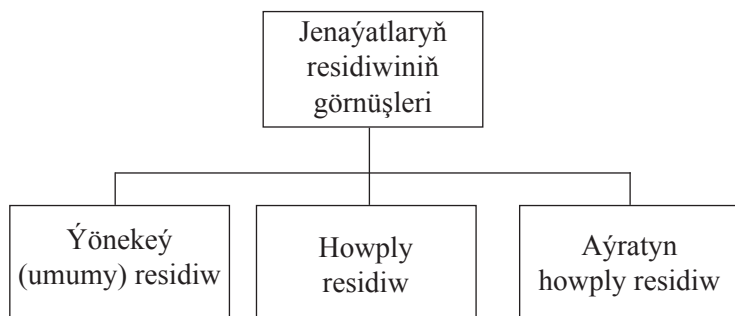 Jenaýatlaryň
residiwiniň
görnüşleri
Ýönekeý
(umumy) residiw
Howply
residiw
Aýratyn
howply residiw